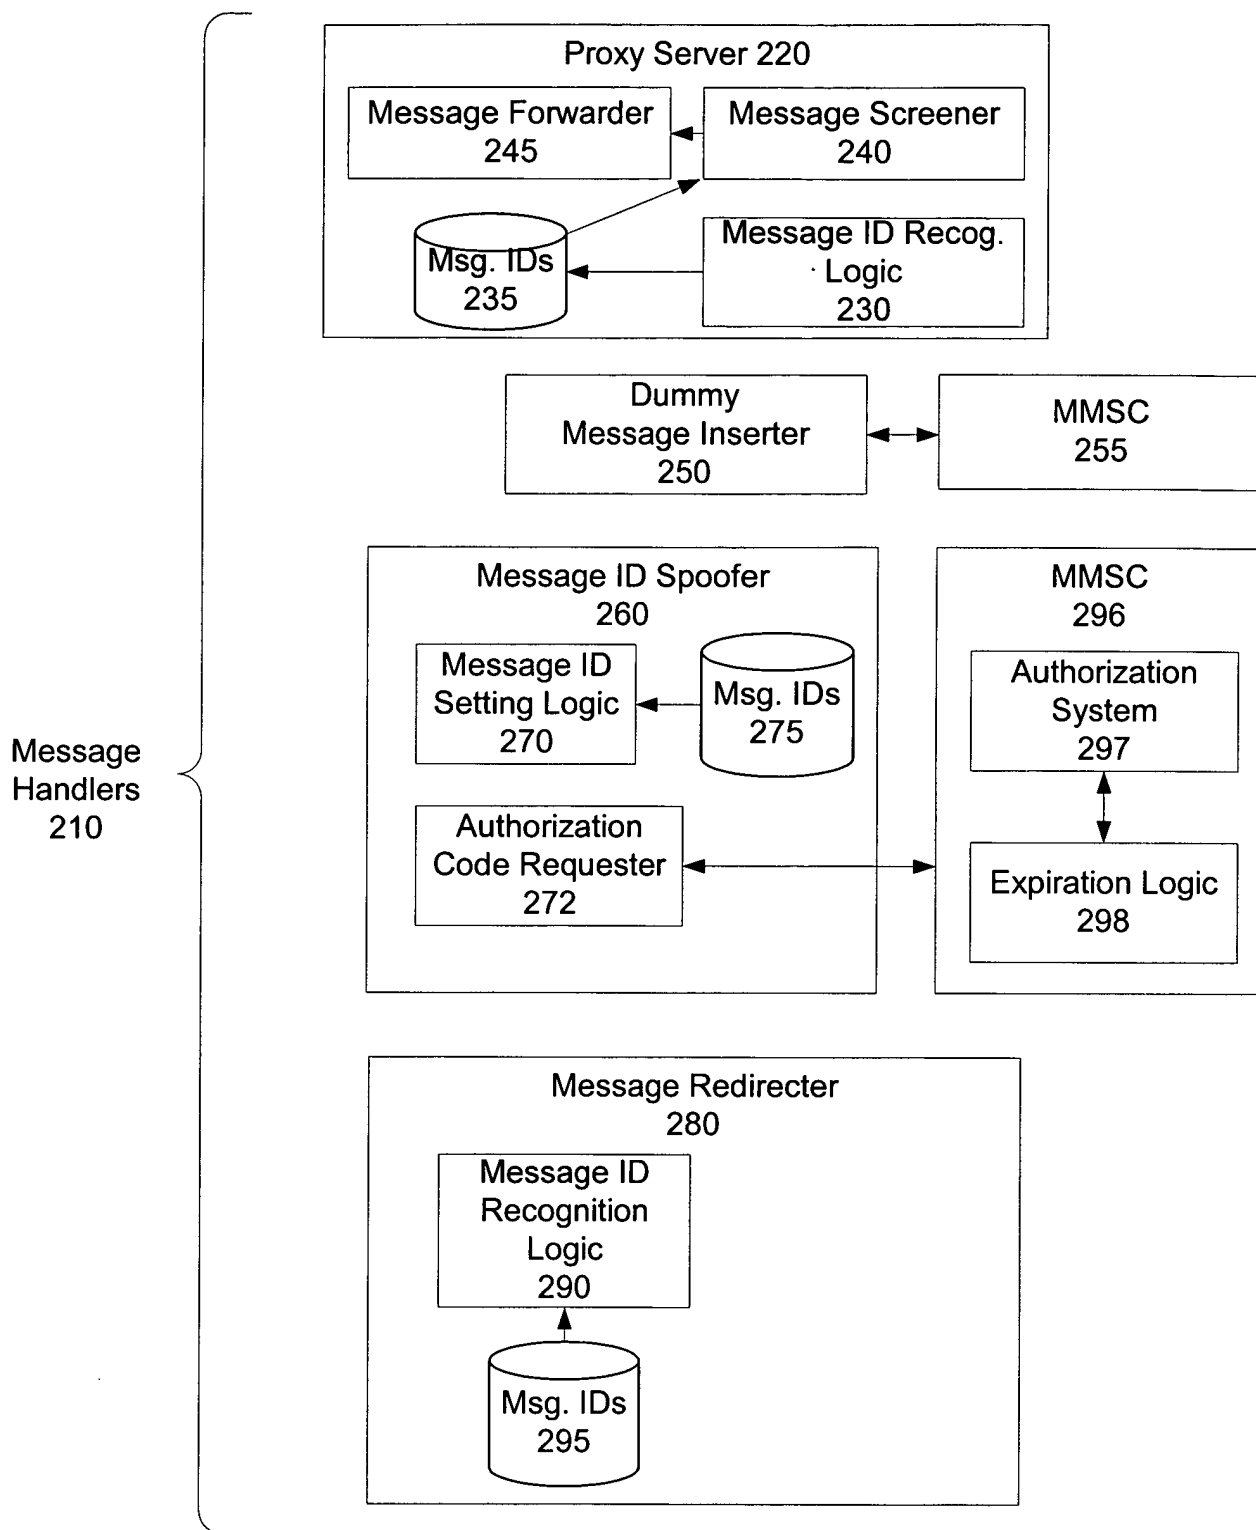 Proxy Server 220
Message Forwarder
245
Message Screener
240
Msg. IDs
235
Message ID Recog.
Logic
230
Dummy
Message Inserter
250
MMSC
255
Message ID Spoofer
260
Message ID
Setting Logic
270
Msg. IDs
275
Authorization
Code Requester
272
MMSC
296
Authorization
System
297
Expiration Logic
298
Message
Handlers
210
Message Redirecter
280
Message ID
Recognition
Logic
290
Msg. IDs
295